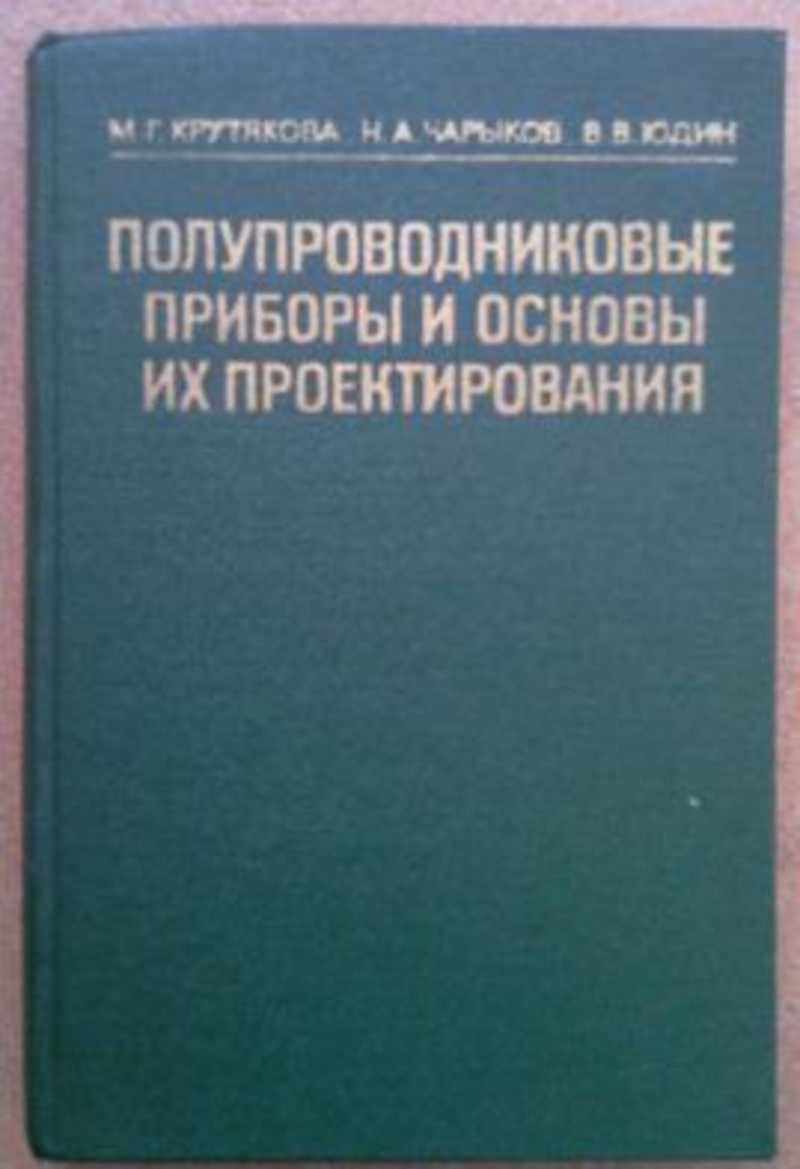 М. Г. КРУТЯКОВА Н. А. ЧАРЫКОВ В. В. ЮДИН
ПОЛУПРОВОДНИКОВЫЕ
ПРИБОРЫ И ОСНОВЫ
ИХ ПРОЕКТИРОВАНИЯ